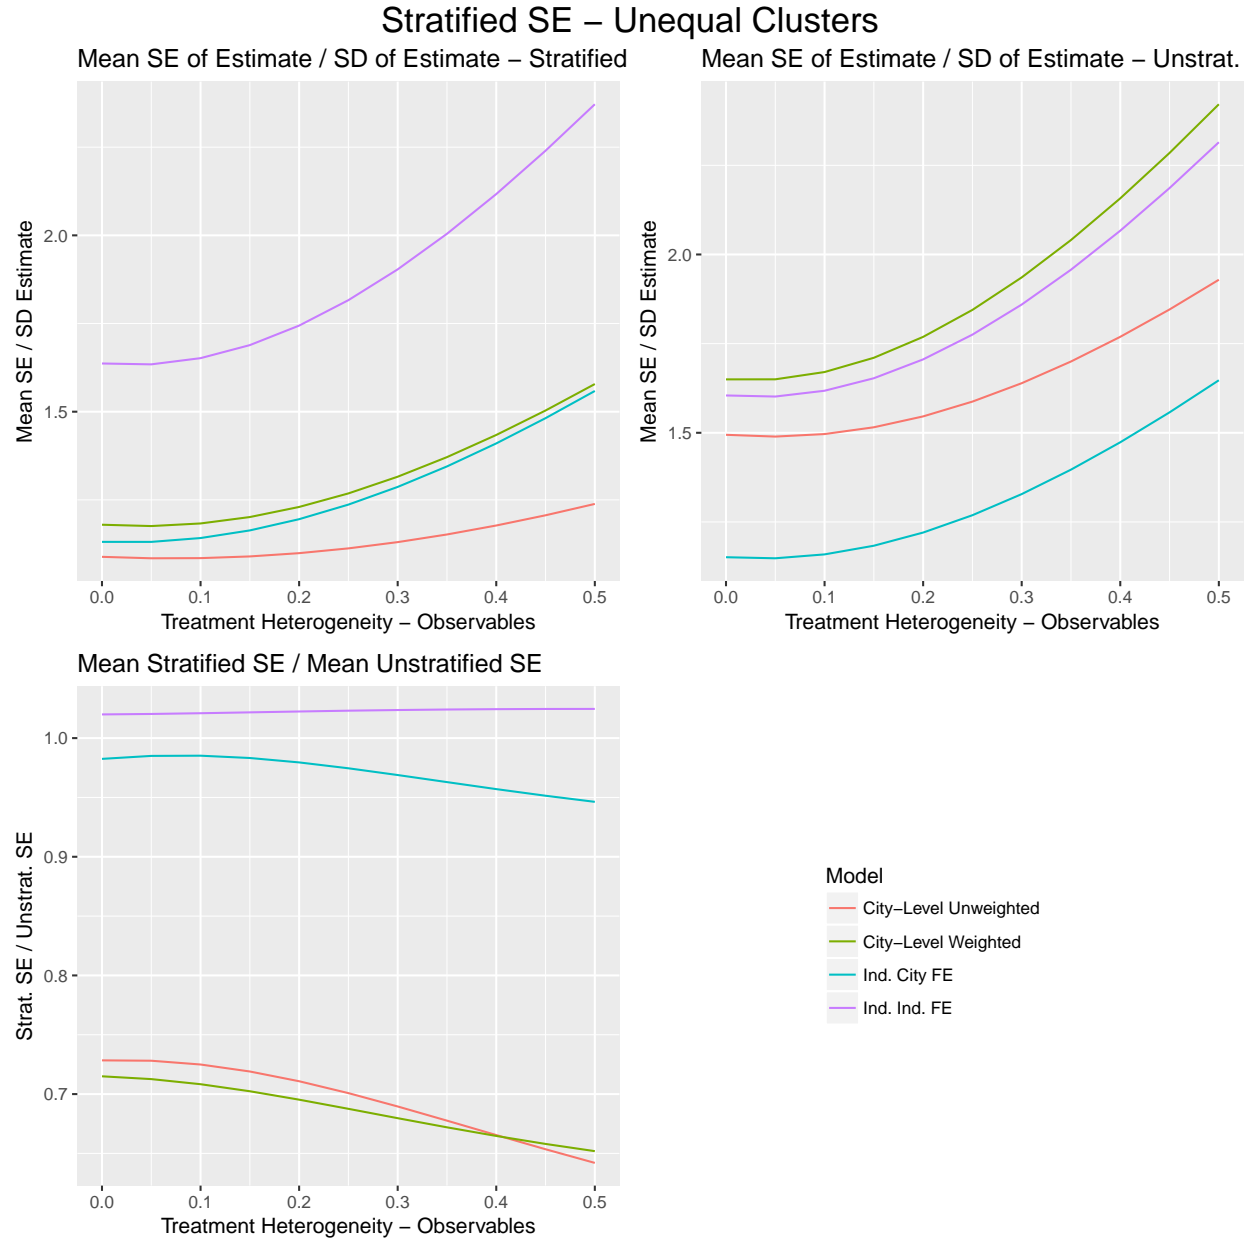 Stratified SE – Unequal Clusters
Mean SE of Estimate / SD of Estimate – Stratified
Mean SE / SD Estimate
2.0
1.5
0.0 0.1 0.2 0.3 0.4 0.5
Treatment Heterogeneity – Observables
Mean SE of Estimate / SD of Estimate – Unstrat.
Mean SE / SD Estimate
2.0
1.5
0.0 0.1 0.2 0.3 0.4 0.5
Treatment Heterogeneity – Observables
Mean Stratified SE / Mean Unstratified SE
Strat. SE / Unstrat. SE
1.0
0.9
0.8
0.7
0.0 0.1 0.2 0.3 0.4 0.5
Treatment Heterogeneity – Observables
Model
City–Level Unweighted
City–Level Weighted
Ind. City FE
Ind. Ind. FE